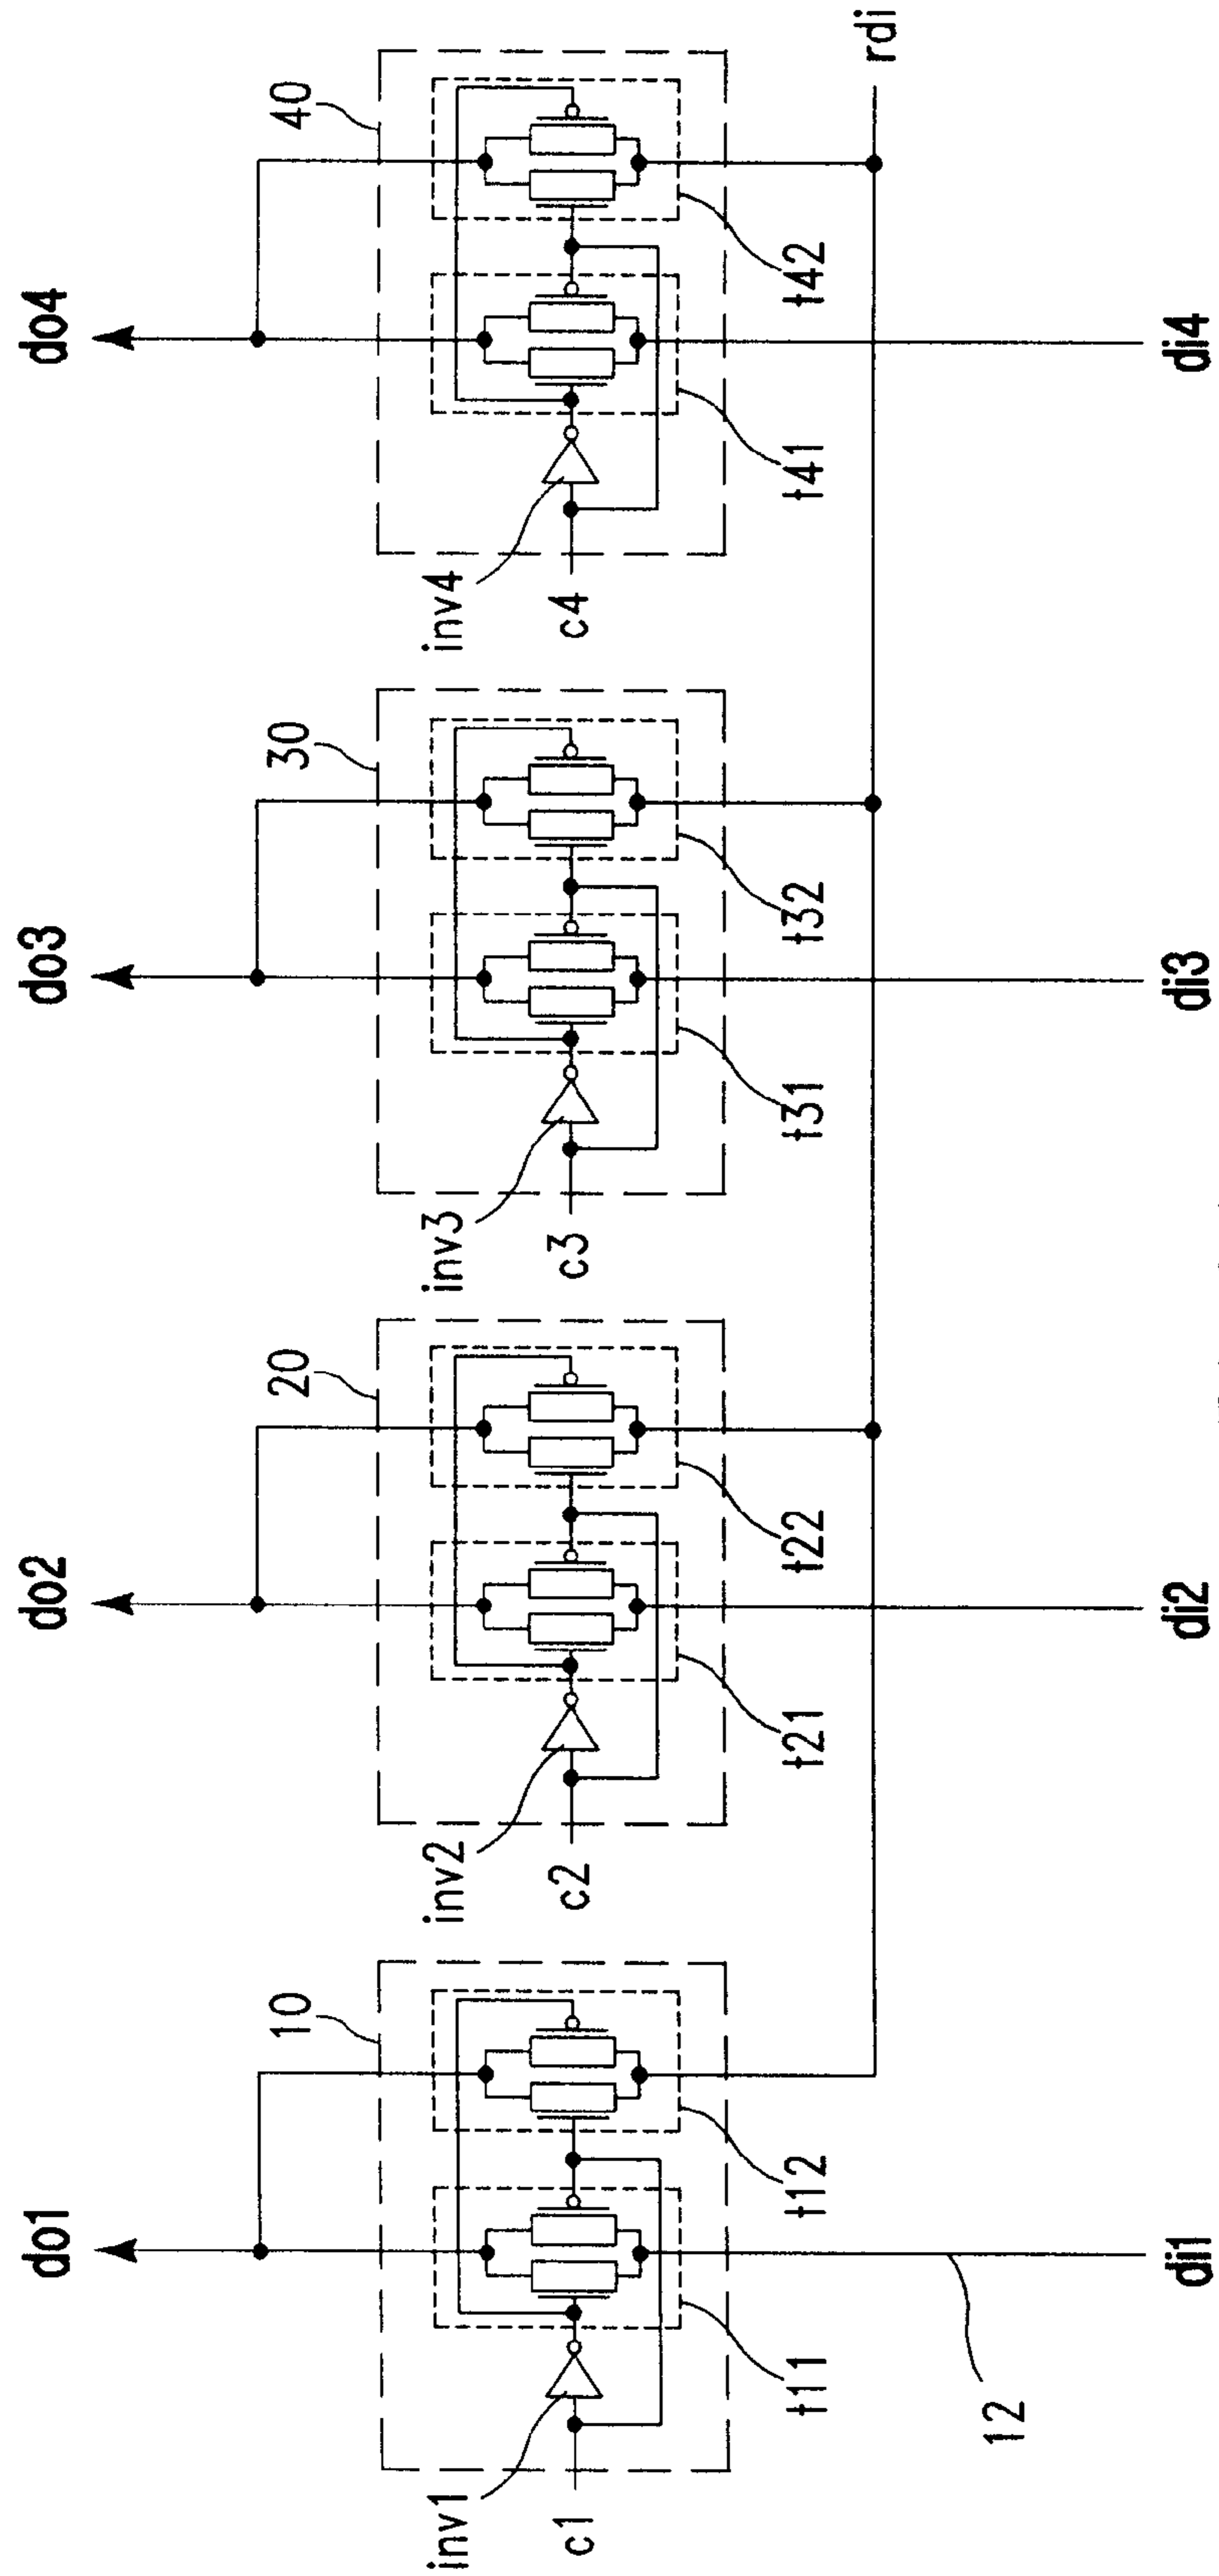 do1
do2
do3
do4
10
20
30
40
inv1
inv2
inv3
inv4
c1
c2
c3
c4
t11
t12
t21
t22
t31
t32
t41
t42
rdi
12
di1
di2
di3
di4